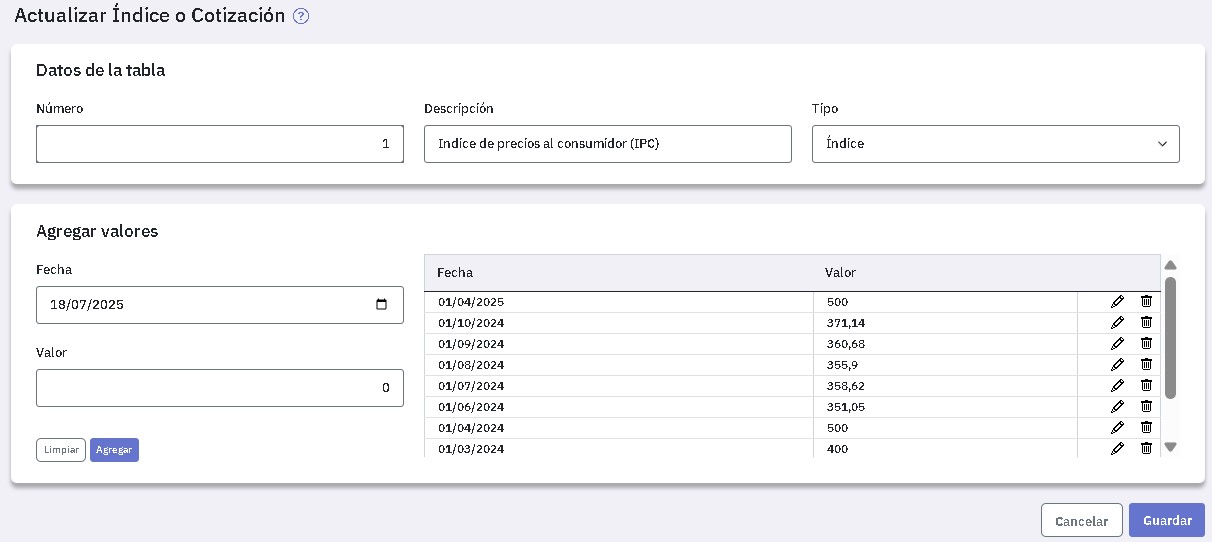 Actualizar Índice o Cotización ?
Datos de la tabla
Número
Descripción
Tipo
1
Indíce de precios al consumidor (IPC)
Índice
Agregar valores
Fecha
18/07/2025
Valor
0
Limpiar Agregar
Fecha Valor
01/04/2025 500
01/10/2024 371,14
01/09/2024 360,68
01/08/2024 355,9
01/07/2024 358,62
01/06/2024 351,05
01/04/2024 500
01/03/2024 400
Cancelar Guardar